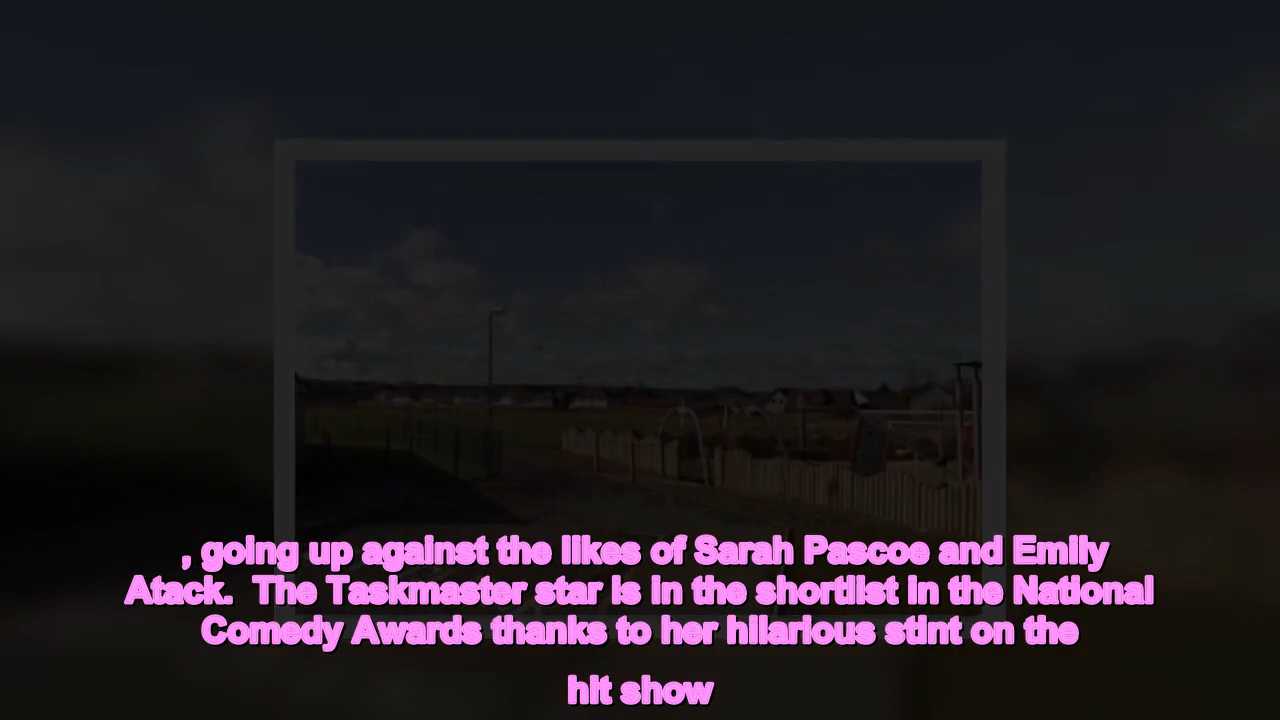 , going up against the likes of Sarah Pascoe and Emily
Atack.  The Taskmaster star is in the shortlist in the National
Comedy Awards thanks to her hilarious stint on the
hit show